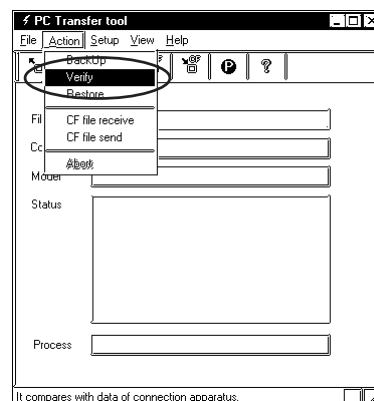 PC Transfer tool
File Action Setup View Help
BackUp
Verify
Restore
CF file receive
CF file send
Abort
Fil
Co
Model
Status
Process
It compares with data of connection apparatus.